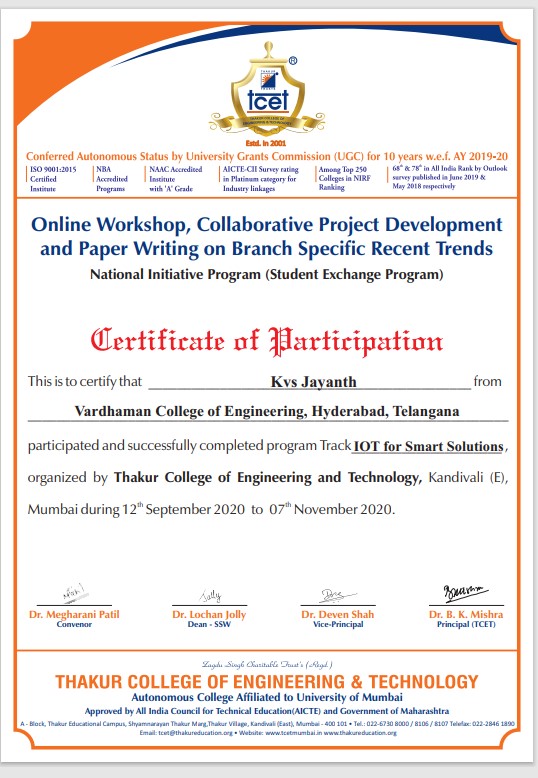 THAKUR
®
tcet
THAKUR COLLEGE OF
ENGINEERING & TECHNOLOGY
Estd. in 2001
Conferred Autonomous Status by University Grants Commission (UGC) for 10 years w.e.f. AY 2019-20
ISO 9001:2015 Certified Institute
NBA Accredited Programs
NAAC Accredited Institute with 'A' Grade
AICTE-CII Survey rating in Platinum category for Industry linkages
Among Top 250 Colleges in NIRF Ranking
68th & 78th in All India Rank by Outlook survey published in June 2019 & May 2018 respectively
Online Workshop, Collaborative Project Development
and Paper Writing on Branch Specific Recent Trends
National Initiative Program (Student Exchange Program)
Certificate of Participation
This is to certify that Kvs Jayanth from
Vardhaman College of Engineering, Hyderabad, Telangana
participated and successfully completed program Track IOT for Smart Solutions,
organized by Thakur College of Engineering and Technology, Kandivali (E),
Mumbai during 12th September 2020 to 07th November 2020.
Dr. Megharani Patil
Convenor
Dr. Lochan Jolly
Dean - SSW
Dr. Deven Shah
Vice-Principal
Dr. B. K. Mishra
Principal (TCET)
Zagdu Singh Charitable Trust's (Regd.)
THAKUR COLLEGE OF ENGINEERING & TECHNOLOGY
Autonomous College Affiliated to University of Mumbai
Approved by All India Council for Technical Education(AICTE) and Government of Maharashtra
A - Block, Thakur Educational Campus, Shyamnarayan Thakur Marg,Thakur Village, Kandivali (East), Mumbai - 400 101 • Tel.: 022-6730 8000 / 8106 / 8107 Telefax: 022-2846 1890
Email: tcet@thakureducation.org • Website: www.tcetmumbai.in www.thakureducation.org